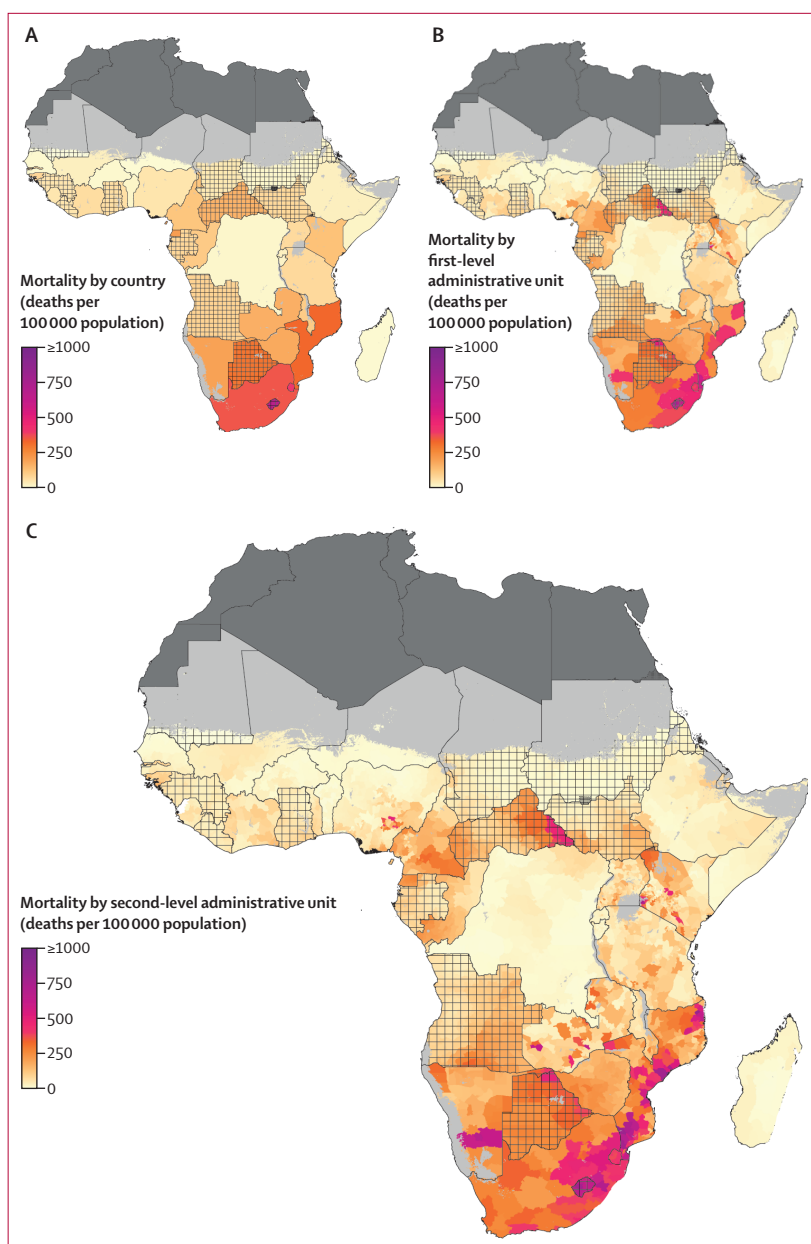 A
B
Mortality by country
(deaths per
100 000 population)
≥1000
750
500
250
0
Mortality by
first-level
administrative unit
(deaths per
100 000 population)
≥1000
750
500
250
0
C
Mortality by second-level administrative unit
(deaths per 100 000 population)
≥1000
750
500
250
0